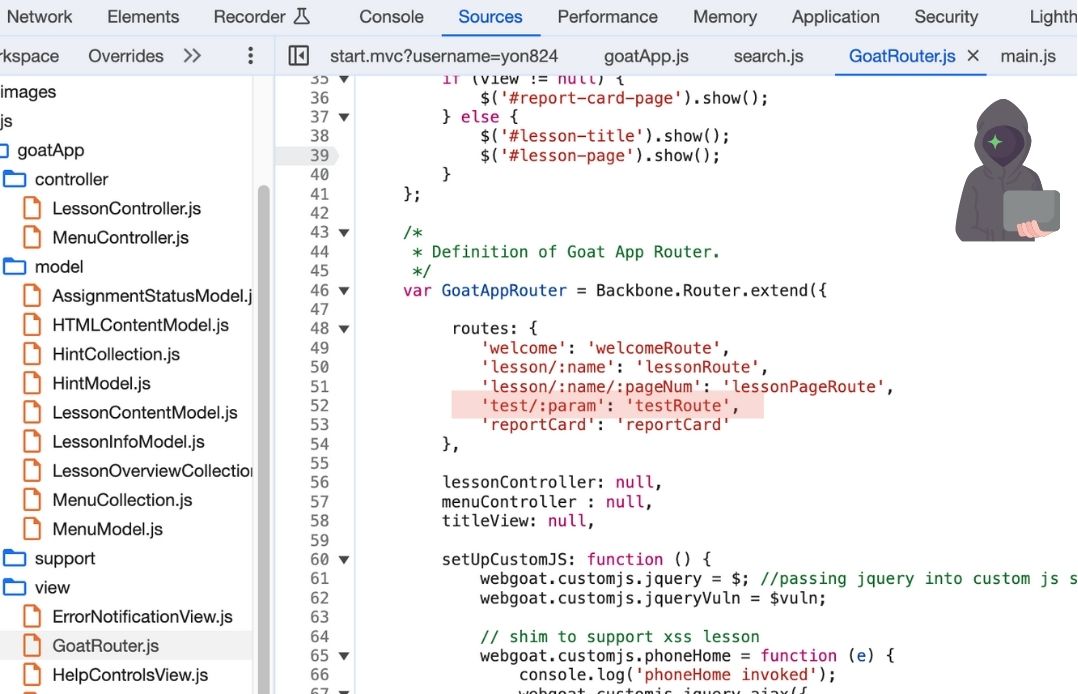 Network Elements Recorder Console Sources Performance Memory Application Security Lighth
rkspace Overrides >> start.mvc?username=yon824 goatApp.js search.js GoatRouter.js × main.js
images
js
goatApp
controller
LessonController.js
MenuController.js
model
AssignmentStatusModel.j
HTMLContentModel.js
HintCollection.js
HintModel.js
LessonContentModel.js
LessonInfoModel.js
LessonOverviewCollection
MenuCollection.js
MenuModel.js
support
view
ErrorNotificationView.js
GoatRouter.js
HelpControlsView.js
35 if (view != null) {
36 $('#report-card-page').show();
37 } else {
38 $('#lesson-title').show();
39 $('#lesson-page').show();
40 }
41 };
42
43 /*
44 * Definition of Goat App Router.
45 */
46 var GoatAppRouter = Backbone.Router.extend({
47
48 routes: {
49 'welcome': 'welcomeRoute',
50 'lesson/:name': 'lessonRoute',
51 'lesson/:name/:pageNum': 'lessonPageRoute',
52 'test/:param': 'testRoute',
53 'reportCard': 'reportCard'
54 },
55
56 lessonController: null,
57 menuController : null,
58 titleView: null,
59
60 setUpCustomJS: function () {
61 webgoat.customjs.jquery = $; //passing jquery into custom js s
62 webgoat.customjs.jqueryVuln = $vuln;
63
64 // shim to support xss lesson
65 webgoat.customjs.phoneHome = function (e) {
66 console.log('phoneHome invoked');
67 webgoat.customjs.jquery.ajax({